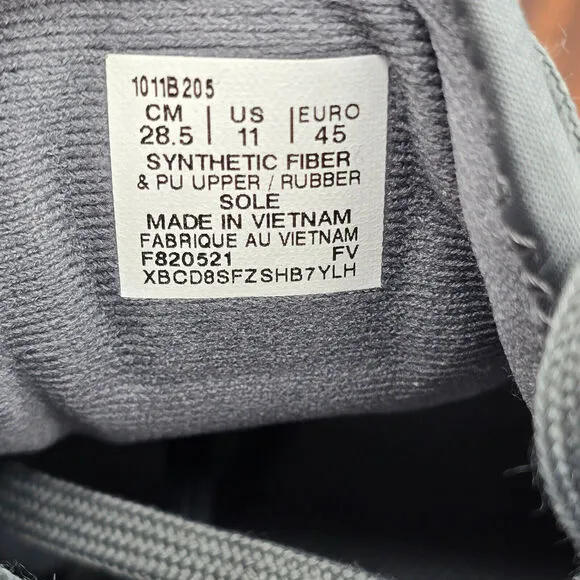 1011B205
CM | US | EURO
28.5 | 11 | 45
SYNTHETIC FIBER
& PU UPPER / RUBBER
SOLE
MADE IN VIETNAM
FABRIQUE AU VIETNAM
F820521 FV
XBCD8SFZSHB7YLH